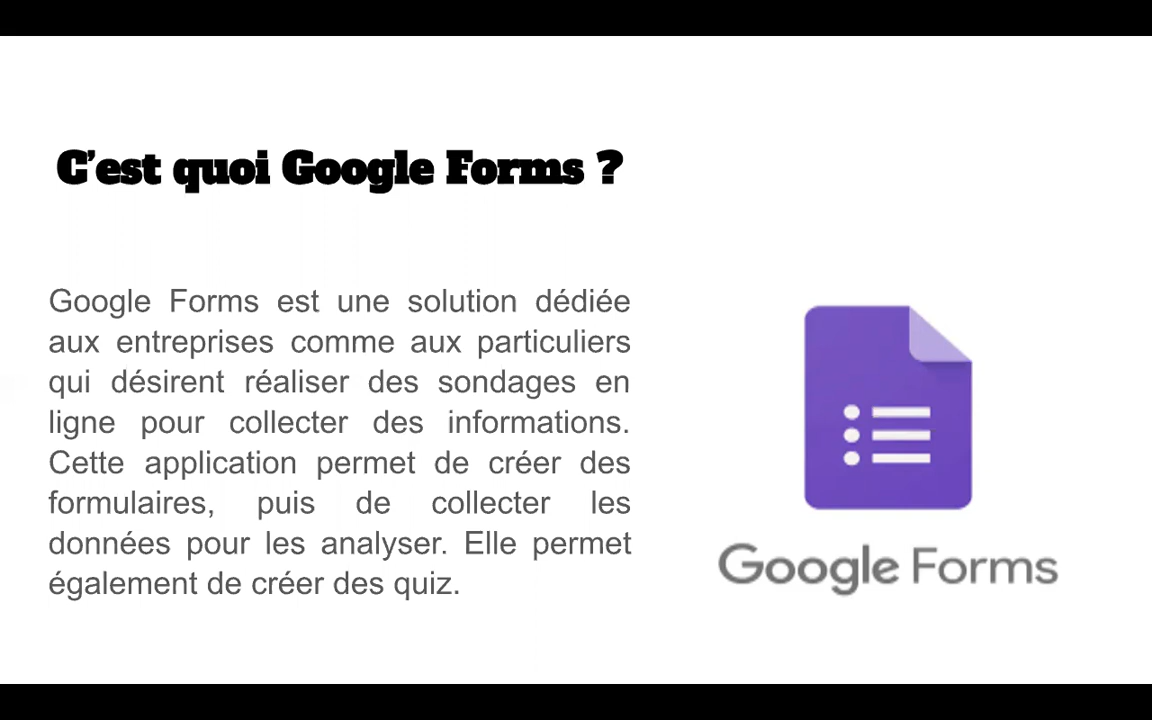 C’est quoi Google Forms ?
Google Forms est une solution dédiée
aux entreprises comme aux particuliers
qui désirent réaliser des sondages en
ligne pour collecter des informations.
Cette application permet de créer des
formulaires, puis de collecter les
données pour les analyser. Elle permet
également de créer des quiz.
Google Forms